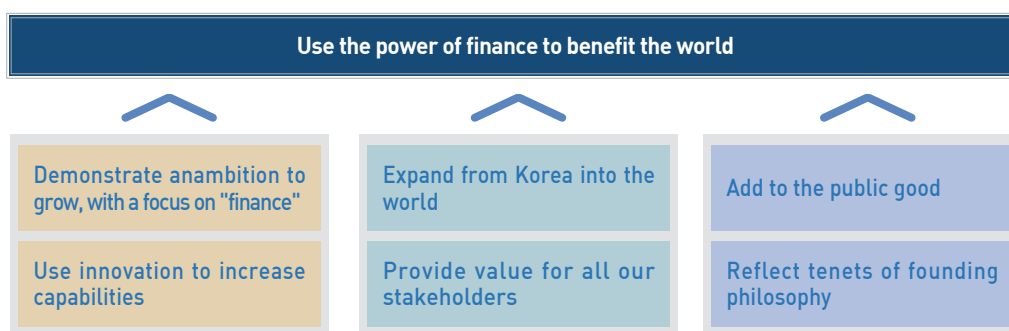 Use the power of finance to benefit the world
Demonstrate anambition to
grow, with a focus on "finance"
Use innovation to increase
capabilities
Expand from Korea into the
world
Provide value for all our
stakeholders
Add to the public good
Reflect tenets of founding
philosophy